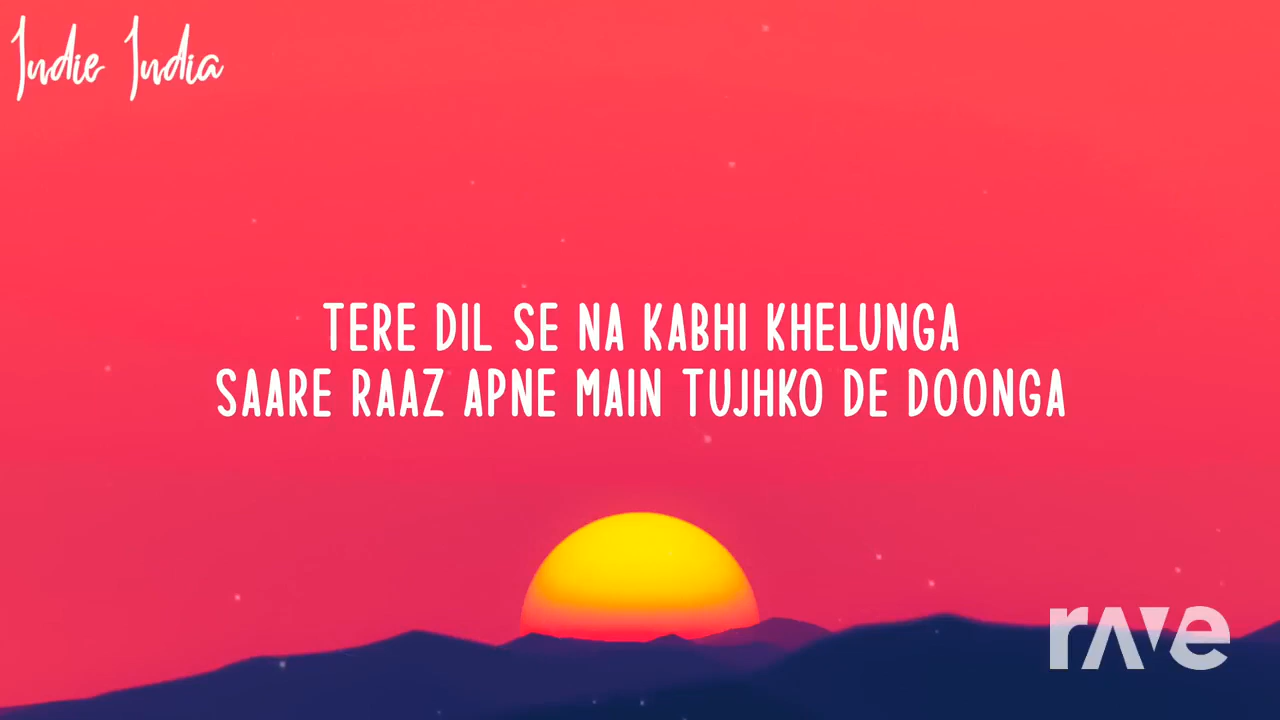 Indie India
TERE DIL SE NA KABHI KHELUNGA
SAARE RAAZ APNE MAIN TUJHKO DE DOONGA
rave